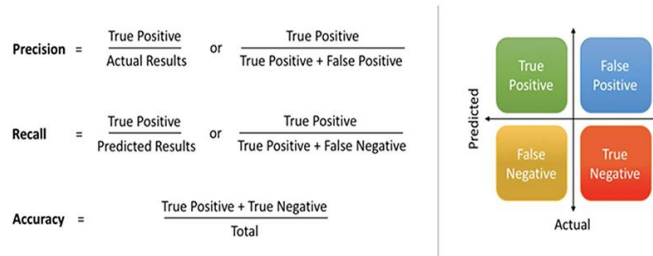 Precision = True Positive / Actual Results or True Positive / True Positive + False Positive
Recall = True Positive / Predicted Results or True Positive / True Positive + False Negative
Accuracy = True Positive + True Negative / Total
Predicted
True Positive
False Positive
False Negative
True Negative
Actual